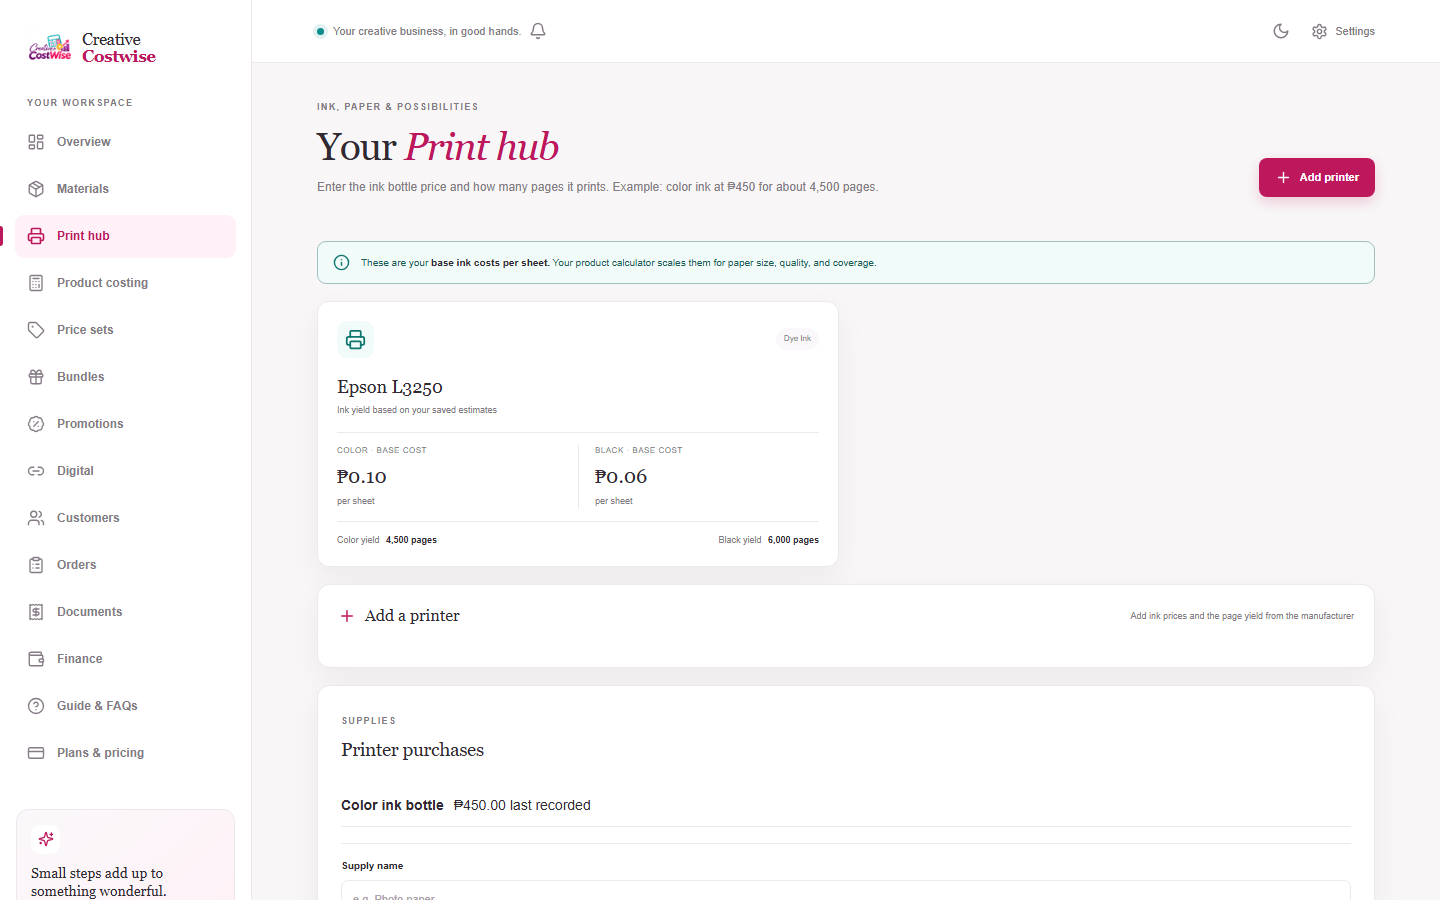 Creative
Costwise
Creative
CostWise
YOUR WORKSPACE
Overview
Materials
Print hub
Product costing
Price sets
Bundles
Promotions
Digital
Customers
Orders
Documents
Finance
Guide & FAQs
Plans & pricing
Small steps add up to
something wonderful.
Your creative business, in good hands.
Settings
INK, PAPER & POSSIBILITIES
Your Print hub
Enter the ink bottle price and how many pages it prints. Example: color ink at ₱450 for about 4,500 pages.
Add printer
These are your base ink costs per sheet. Your product calculator scales them for paper size, quality, and coverage.
Dye Ink
Epson L3250
Ink yield based on your saved estimates
COLOR · BASE COST
₱0.10
per sheet
BLACK · BASE COST
₱0.06
per sheet
Color yield 4,500 pages
Black yield 6,000 pages
Add a printer
Add ink prices and the page yield from the manufacturer
SUPPLIES
Printer purchases
Color ink bottle ₱450.00 last recorded
Supply name
e.g. Photo paper